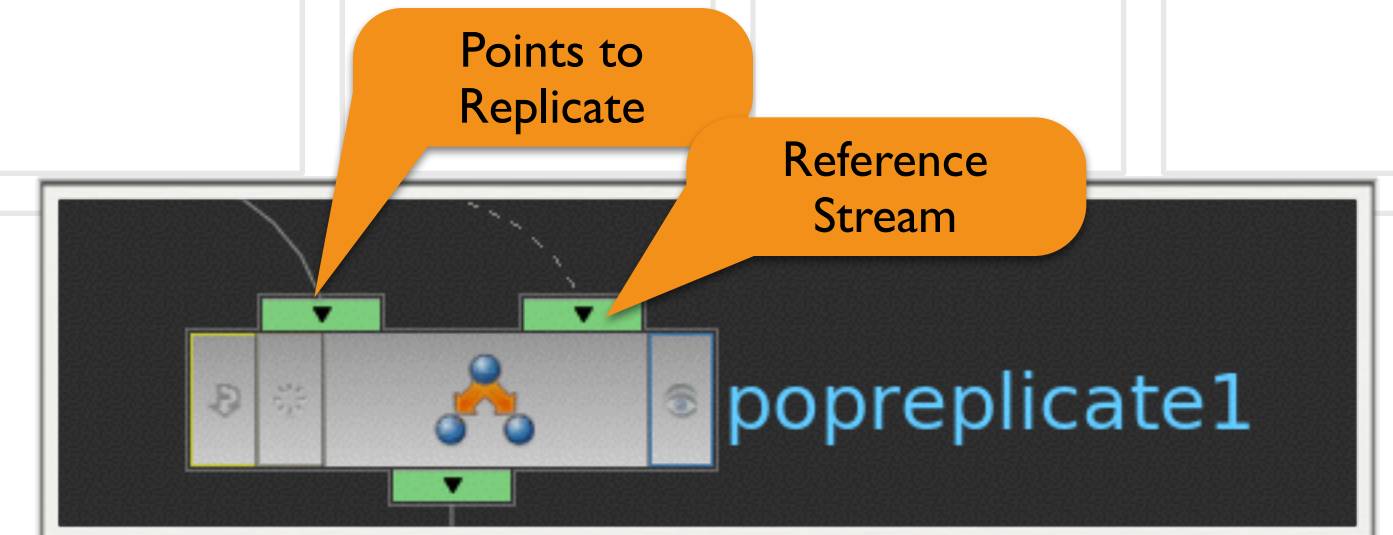 Points to
Replicate
Reference
Stream
popreplicate1